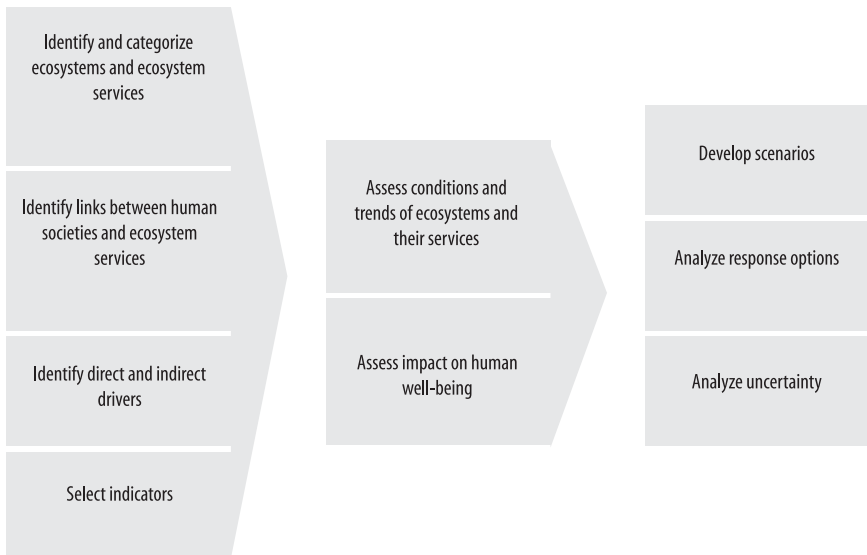 Identify and categorize
ecosystems and ecosystem
services
Identify links between human
societies and ecosystem
services
Identify direct and indirect
drivers
Select indicators
Assess conditions and
trends of ecosystems and
their services
Assess impact on human
well-being
Develop scenarios
Analyze response options
Analyze uncertainty